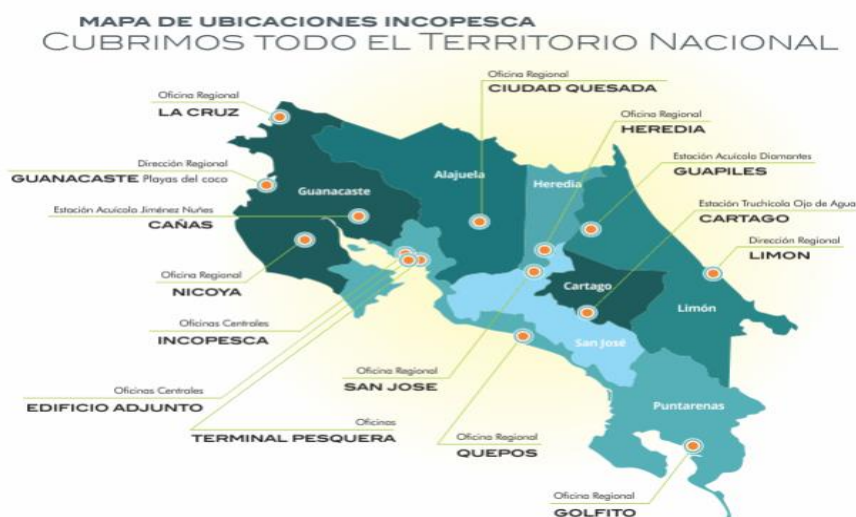 MAPA DE UBICACIONES INCOPESCA
CUBRIMOS TODO EL TERRITORIO NACIONAL
Oficina Regional
CIUDAD QUESADA
Oficina Regional
LA CRUZ
Oficina Regional
HEREDIA
Dirección Regional
GUANACASTE Playas del coco
Estación Acuícola Diamantes
GUAPILES
Estación Acuícola Jiménez Nuñes
CAÑAS
Estación Truchícola Ojo de Agua
CARTAGO
Oficina Regional
NICOYA
Dirección Regional
LIMON
Oficinas Centrales
INCOPESCA
Oficinas Centrales
EDIFICIO ADJUNTO
Oficinas
TERMINAL PESQUERA
Oficina Regional
SAN JOSE
Oficina Regional
QUEPOS
Oficina Regional
GOLFITO
Guanacaste
Alajuela
Heredia
Cartago
Limón
San José
Puntarenas